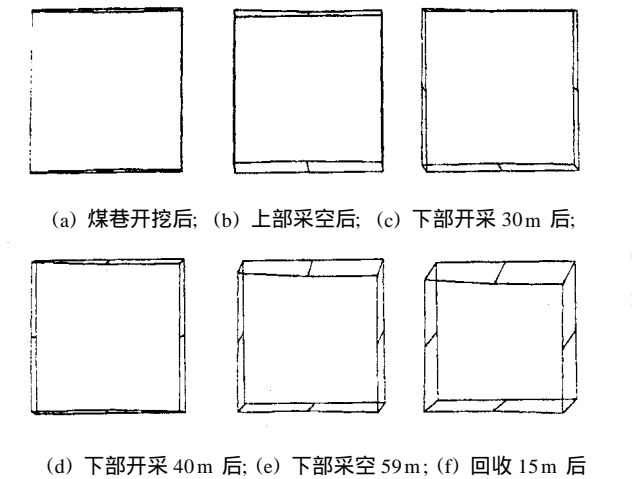 (a) 煤巷开挖后; (b) 上部采空后; (c) 下部开采 30m 后;
(d) 下部开采 40m 后; (e) 下部采空 59m; (f) 回收 15m 后